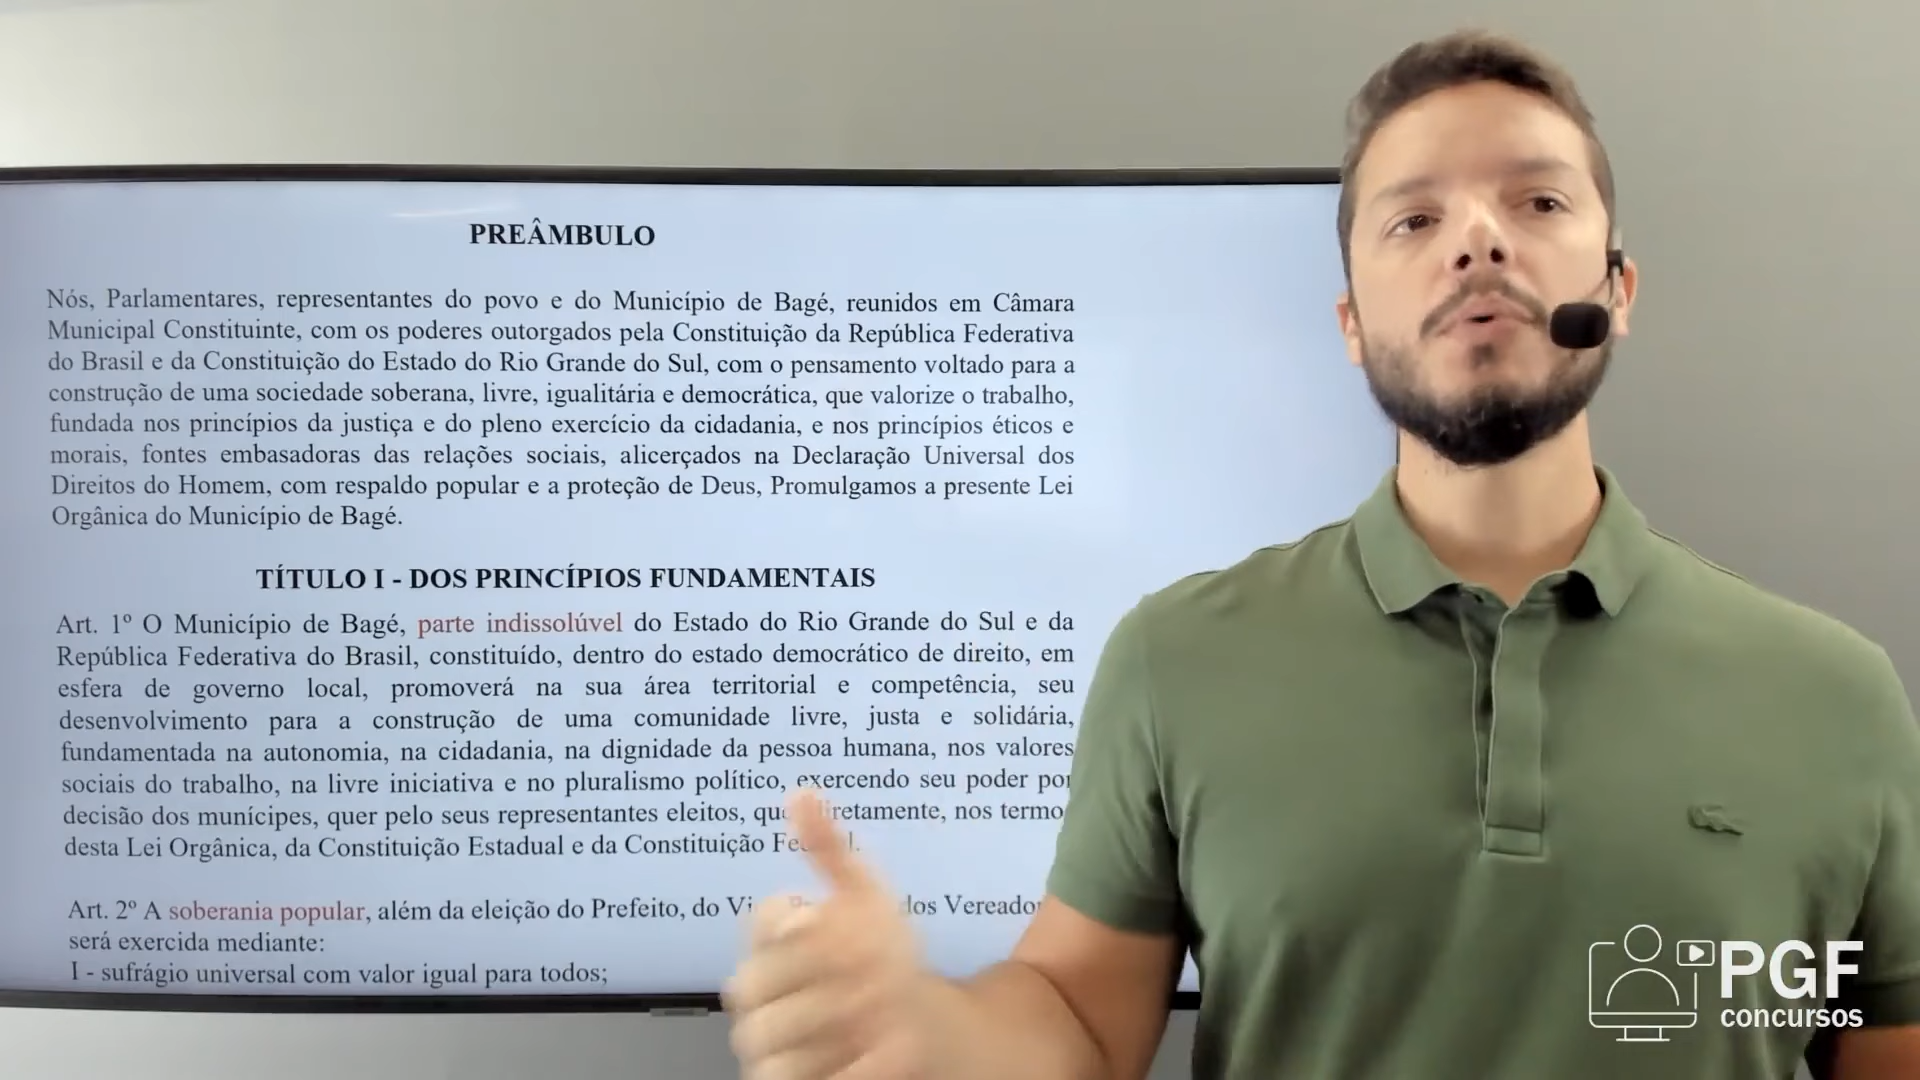 PREÂMBULO
Nós, Parlamentares, representantes do povo e do Município de Bagé, reunidos em Câmara
Municipal Constituinte, com os poderes outorgados pela Constituição da República Federativa
do Brasil e da Constituição do Estado do Rio Grande do Sul, com o pensamento voltado para a
construção de uma sociedade soberana, livre, igualitária e democrática, que valorize o trabalho,
fundada nos princípios da justiça e do pleno exercício da cidadania, e nos princípios éticos e
morais, fontes embasadoras das relações sociais, alicerçados na Declaração Universal dos
Direitos do Homem, com respaldo popular e a proteção de Deus, Promulgamos a presente Lei
Orgânica do Município de Bagé.
TÍTULO I - DOS PRINCÍPIOS FUNDAMENTAIS
Art. 1º O Município de Bagé, parte indissolúvel do Estado do Rio Grande do Sul e da
República Federativa do Brasil, constituído, dentro do estado democrático de direito, em
esfera de governo local, promoverá na sua área territorial e competência, seu
desenvolvimento para a construção de uma comunidade livre, justa e solidária,
fundamentada na autonomia, na cidadania, na dignidade da pessoa humana, nos valores
sociais do trabalho, na livre iniciativa e no pluralismo político, exercendo seu poder por
decisão dos munícipes, quer pelo seus representantes eleitos, diretamente, nos termo
desta Lei Orgânica, da Constituição Estadual e da Constituição
Art. 2º A soberania popular, além da eleição do Prefeito, do dos Vereador
será exercida mediante:
I - sufrágio universal com valor igual para todos;
PGF
concursos